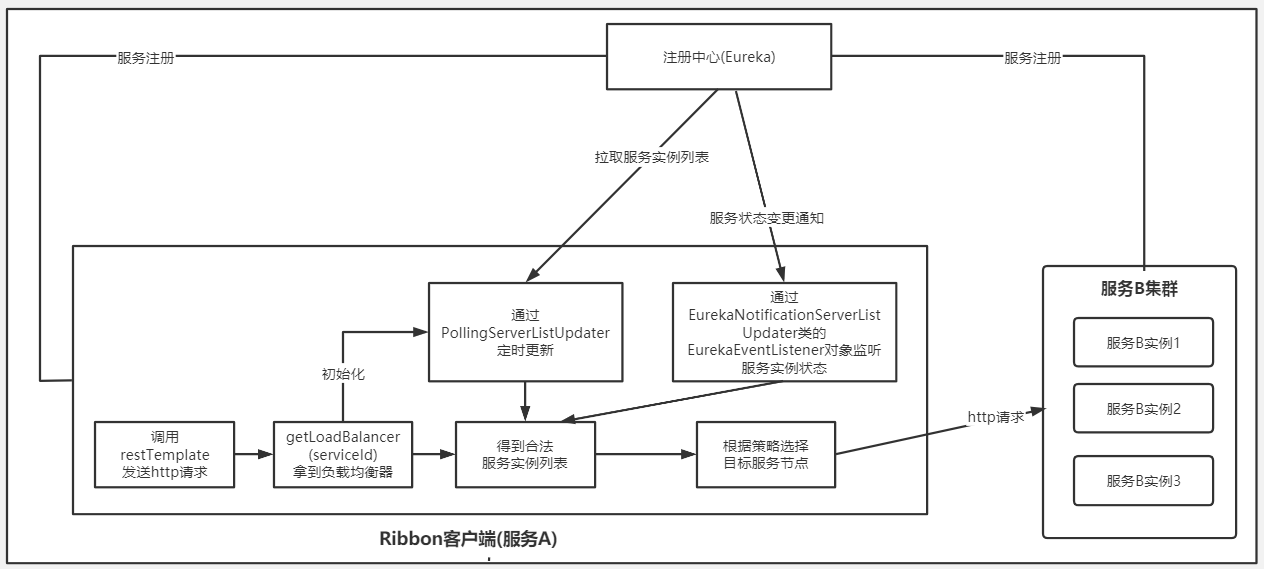 注册中心(Eureka)
服务注册
服务注册
拉取服务实例列表
服务状态变更通知
通过
PollingServerListUpdater
定时更新
通过
EurekaNotificationServerList
Updater类的
EurekaEventListener对象监听
服务实例状态
初始化
调用
restTemplate
发送http请求
getLoadBalancer
(serviceId)
拿到负载均衡器
得到合法
服务实例列表
根据策略选择
目标服务节点
http请求
服务B集群
服务B实例1
服务B实例2
服务B实例3
Ribbon客户端(服务A)